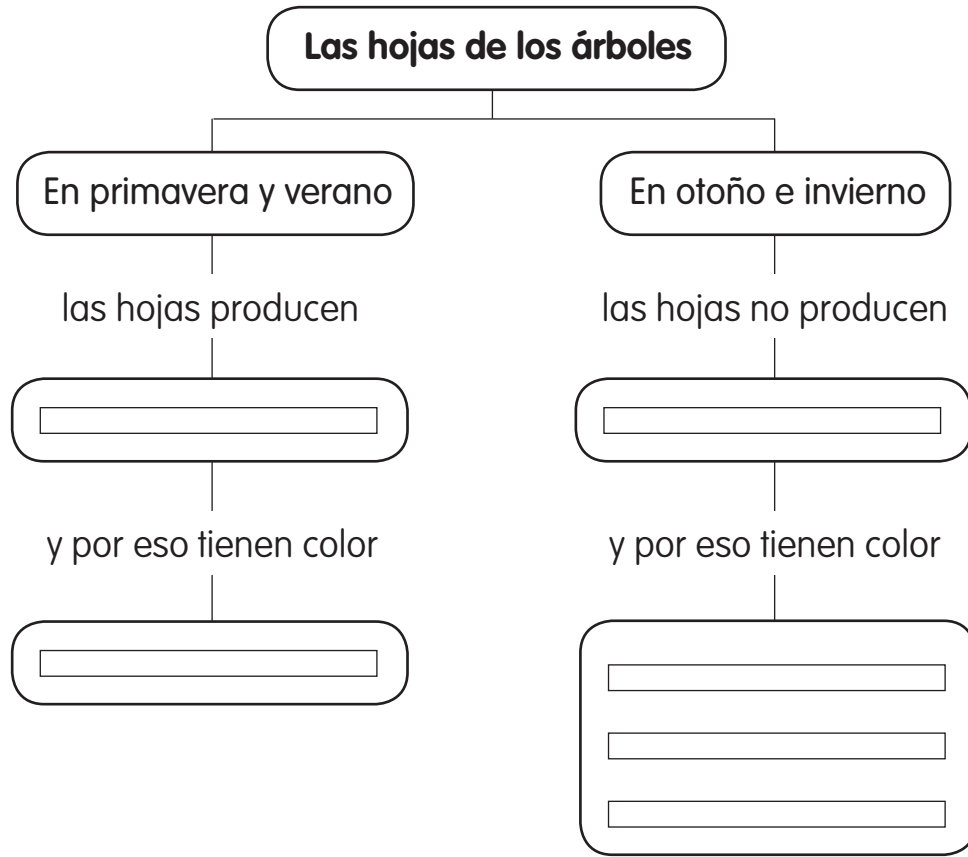 Las hojas de los árboles
En primavera y verano
En otoño e invierno
las hojas producen
las hojas no producen
y por eso tienen color
y por eso tienen color